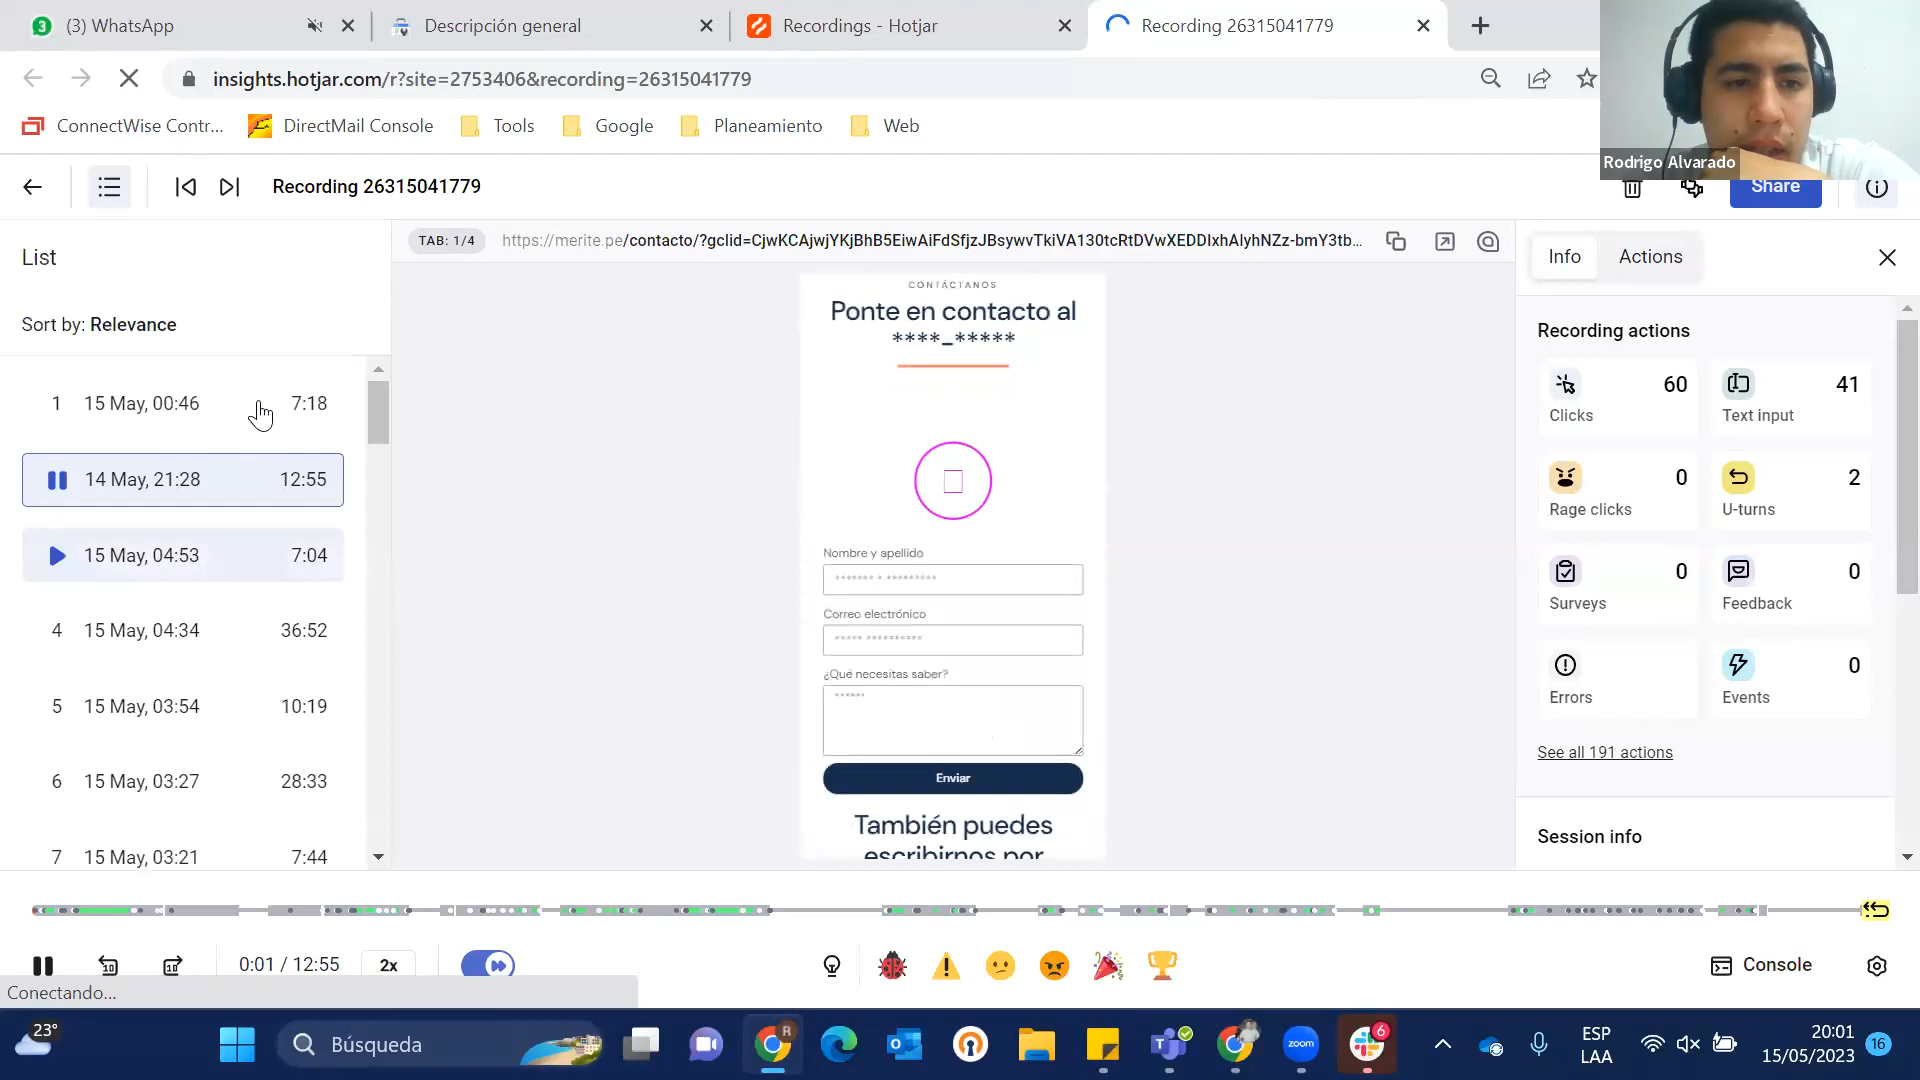 (3) WhatsApp
Descripción general
Recordings - Hotjar
Recording 26315041779
insights.hotjar.com/r?site=2753406&recording=26315041779
ConnectWise Contr...
DirectMail Console
Tools
Google
Planeamiento
Web
Rodrigo Alvarado
Recording 26315041779
Share
List
TAB: 1/4
https://merite.pe/contacto/?gclid=CjwKCAjwjYKjBhB5EiwAiFdSfjzJBsywvTkiVA130tcRtDVwXEDDIxhAlyhNZz-bmY3tb...
Info
Actions
Sort by: Relevance
1 15 May, 00:46 7:18
14 May, 21:28 12:55
15 May, 04:53 7:04
4 15 May, 04:34 36:52
5 15 May, 03:54 10:19
6 15 May, 03:27 28:33
7 15 May, 03:21 7:44
CONTÁCTANOS
Ponte en contacto al
****_*****
Nombre y apellido
******* * *********
Correo electrónico
***** **********
¿Qué necesitas saber?
******
Enviar
También puedes
escribirnos por
Recording actions
60
Clicks
41
Text input
0
Rage clicks
2
U-turns
0
Surveys
0
Feedback
Errors
0
Events
See all 191 actions
Session info
0:01 / 12:55
2x
Console
Conectando...
23°
Búsqueda
R
6
zoom
ESP
LAA
20:01
15/05/2023
16